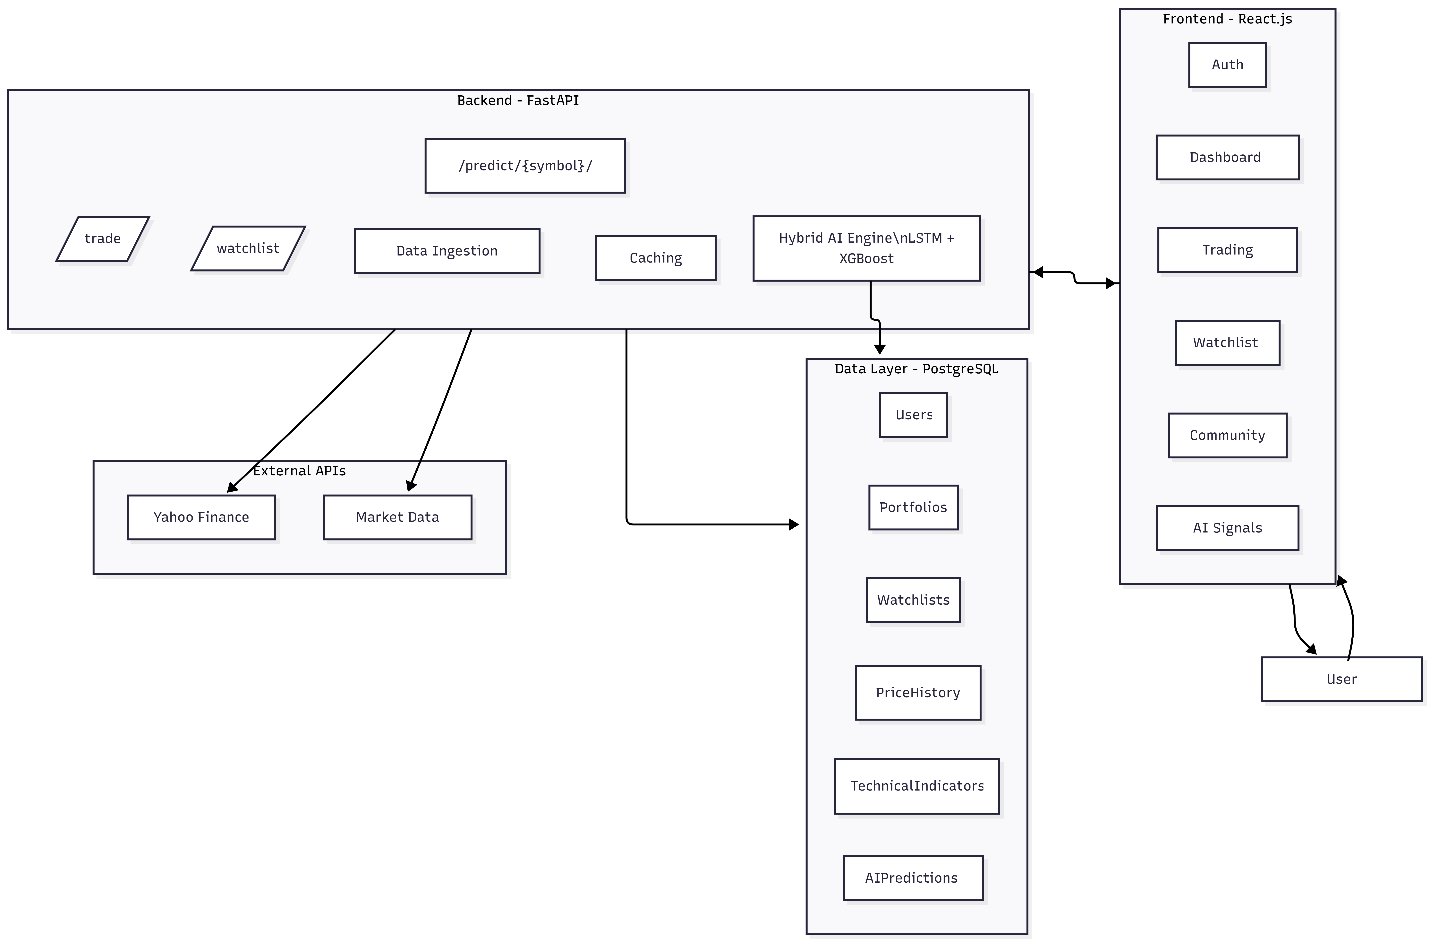 Frontend - React.js
Auth
Dashboard
Trading
Watchlist
Community
AI Signals
Backend - FastAPI
/predict/{symbol}/
trade
watchlist
Data Ingestion
Caching
Hybrid AI Engine\nLSTM +
XGBoost
External APIs
Yahoo Finance
Market Data
Data Layer - PostgreSQL
Users
Portfolios
Watchlists
PriceHistory
TechnicalIndicators
AIPredictions
User